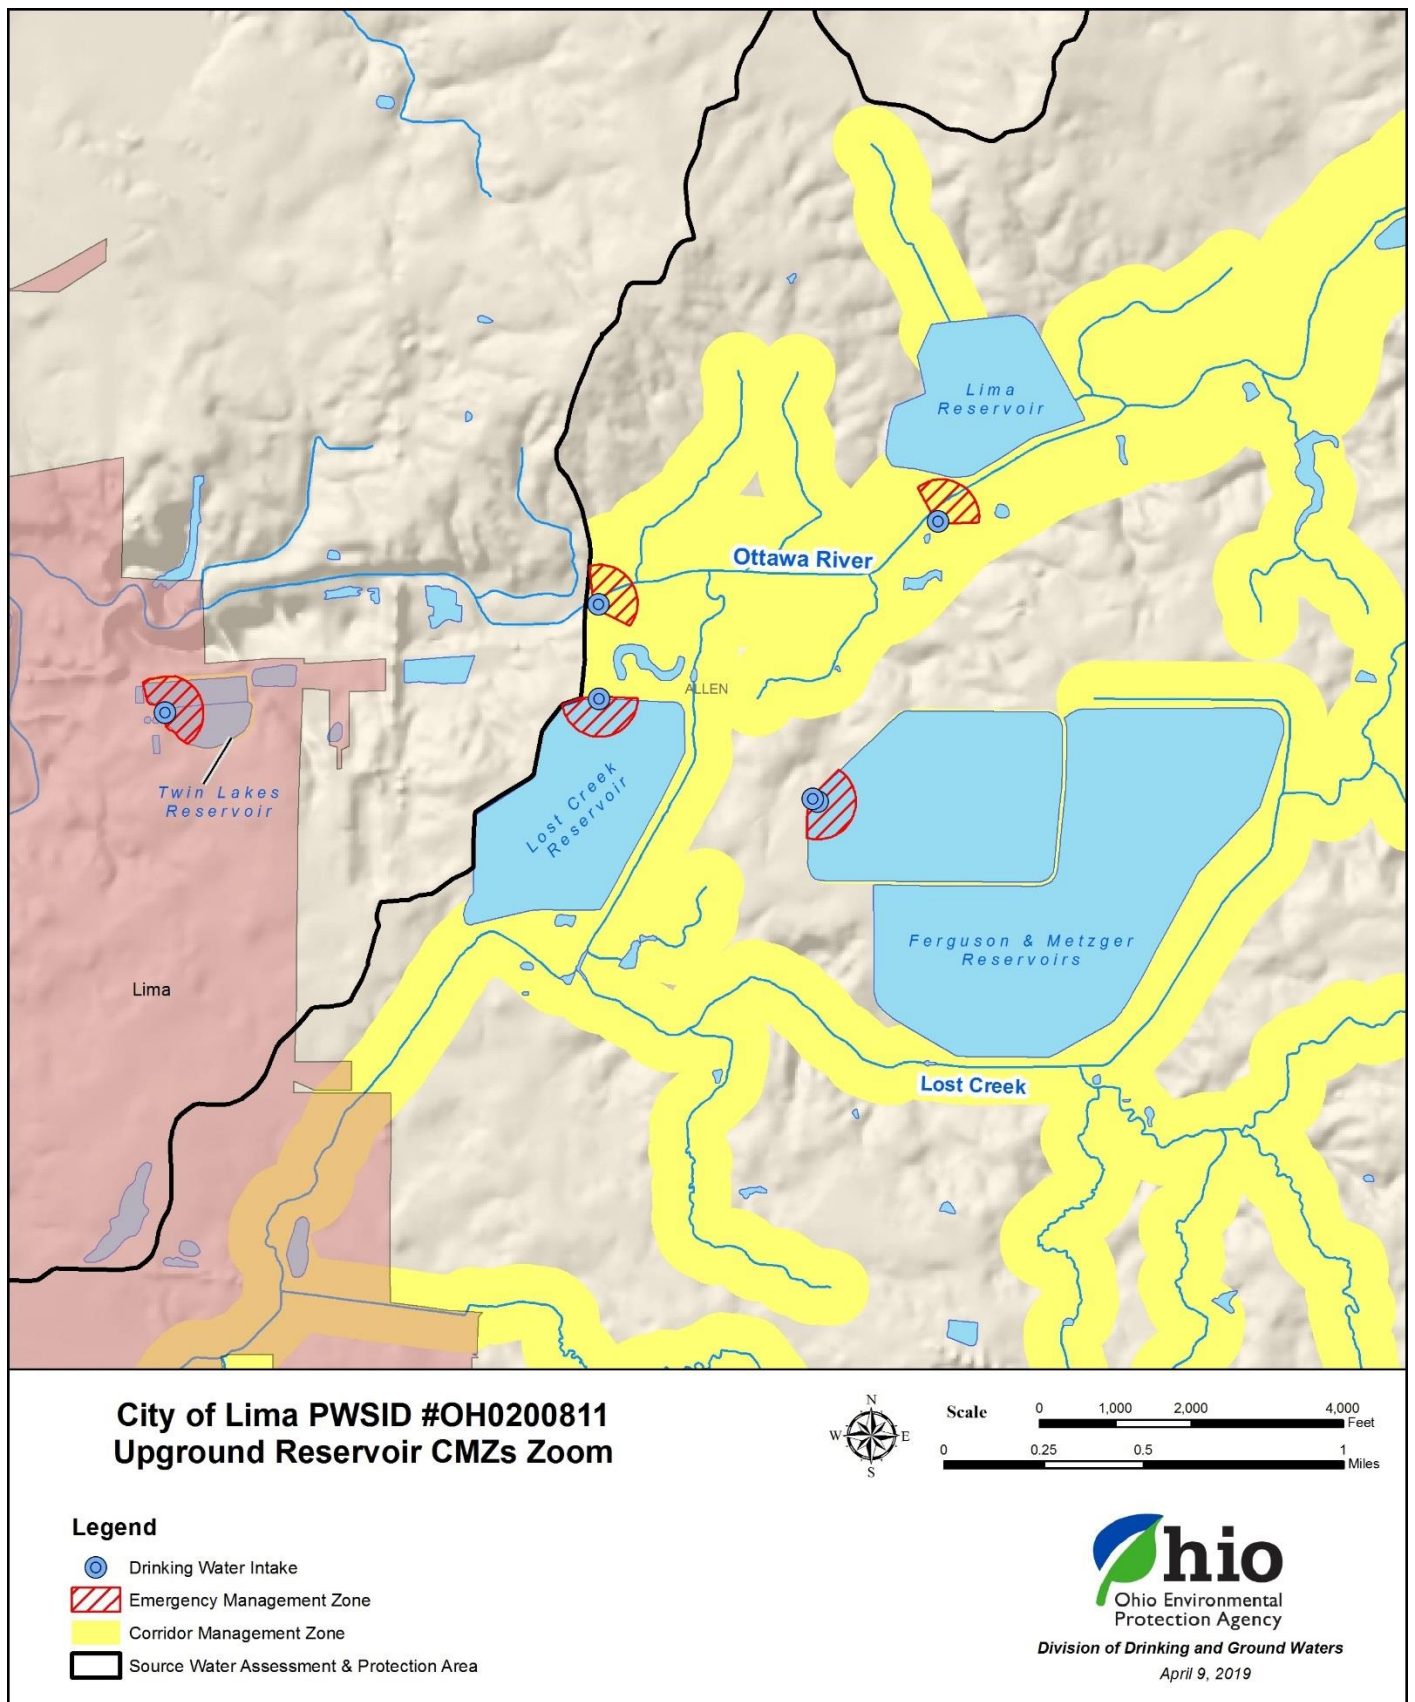 Lima
Reservoir
Ottawa River
ALLEN
Twin Lakes
Reservoir
Lost Creek
Reservoir
Ferguson & Metzger
Reservoirs
Lima
Lost Creek
City of Lima PWSID #OH0200811
Upground Reservoir CMZs Zoom
N
W E
S
Scale
0 1,000 2,000 4,000
Feet
0 0.25 0.5 1
Miles
Legend
Drinking Water Intake
Emergency Management Zone
Corridor Management Zone
Source Water Assessment & Protection Area
Ohio
Ohio Environmental
Protection Agency
Division of Drinking and Ground Waters
April 9, 2019